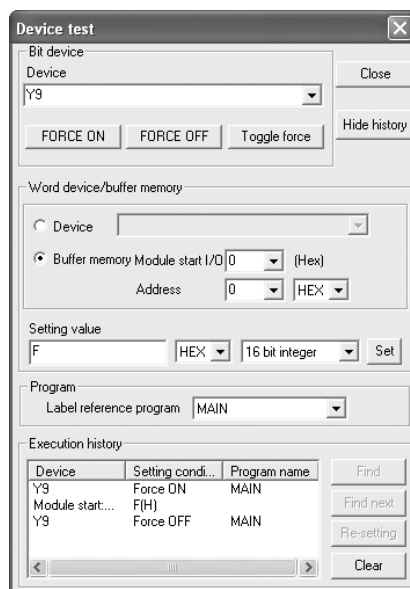 Device test
Bit device
Device
Close
Y9
FORCE ON FORCE OFF Toggle force
Hide history
Word device/buffer memory
Device
Buffer memory Module start I/O 0 (Hex)
Address 0 HEX
Setting value
F HEX 16 bit integer Set
Program
Label reference program MAIN
Execution history
Device Setting condi... Program name
Y9 Force ON MAIN
Module start:... F(H)
Y9 Force OFF MAIN
Find
Find next
Re-setting
Clear